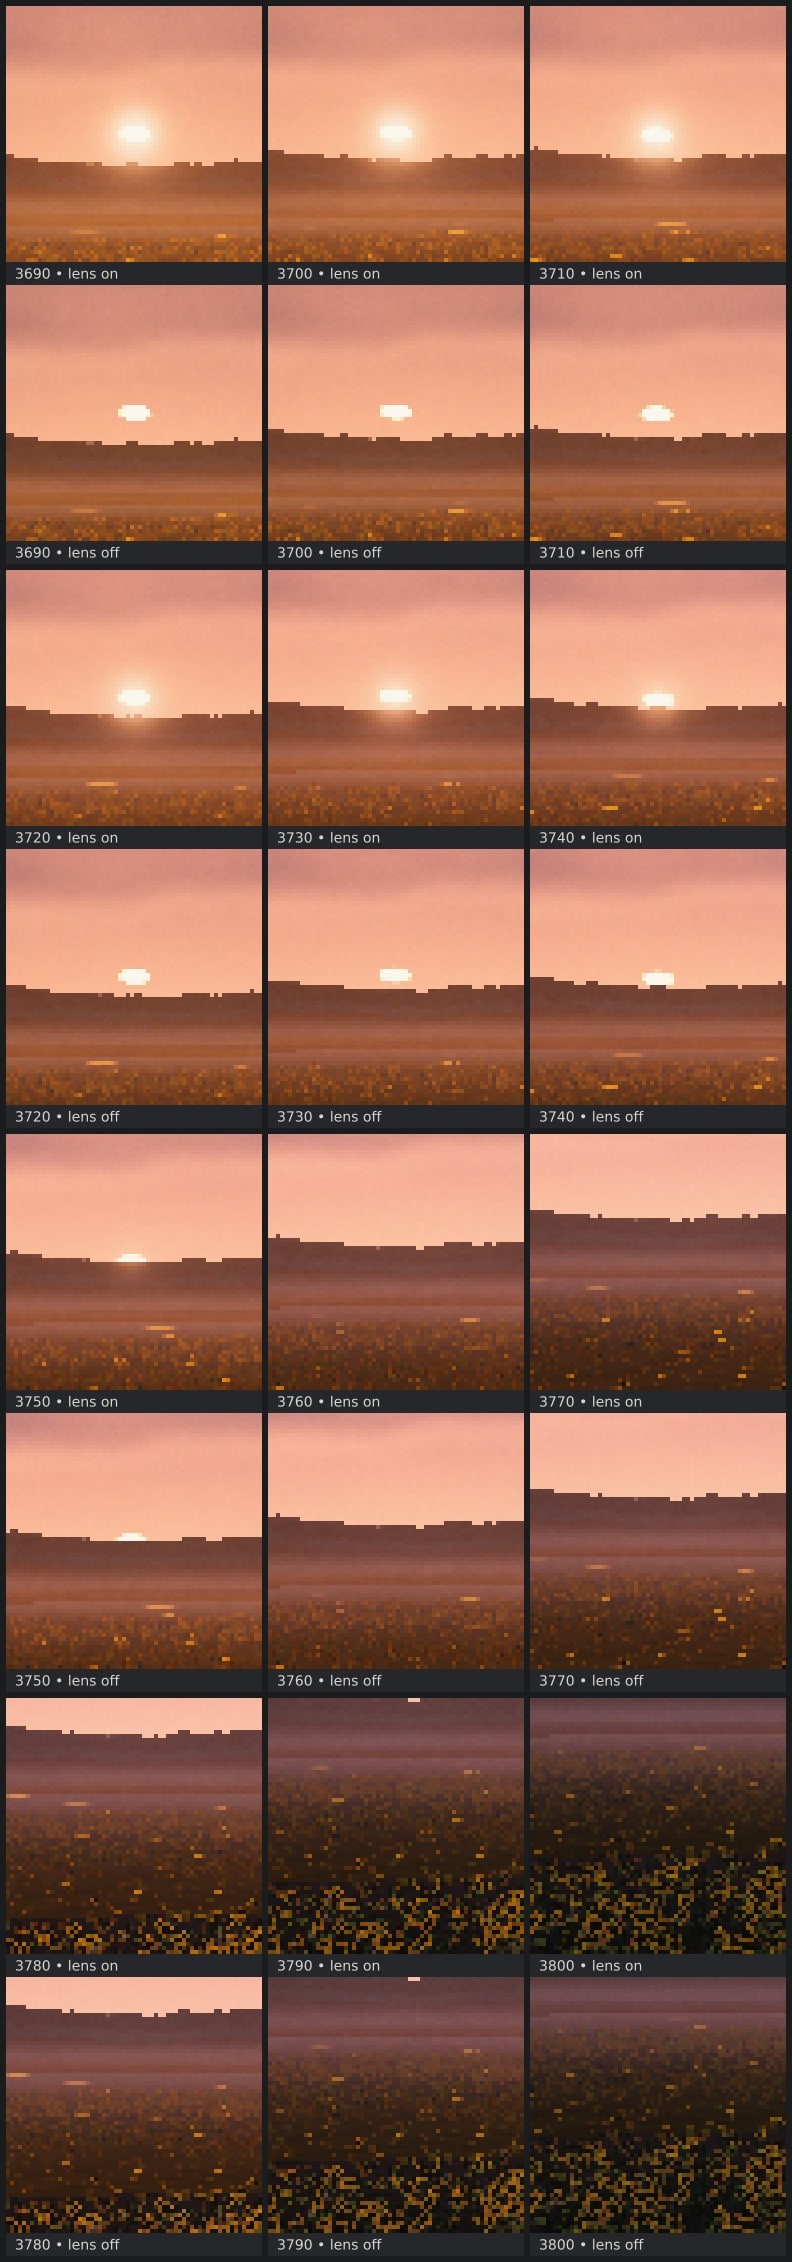 3690 • lens on
3700 • lens on
3710 • lens on
3690 • lens off
3700 • lens off
3710 • lens off
3720 • lens on
3730 • lens on
3740 • lens on
3720 • lens off
3730 • lens off
3740 • lens off
3750 • lens on
3760 • lens on
3770 • lens on
3750 • lens off
3760 • lens off
3770 • lens off
3780 • lens on
3790 • lens on
3800 • lens on
3780 • lens off
3790 • lens off
3800 • lens off